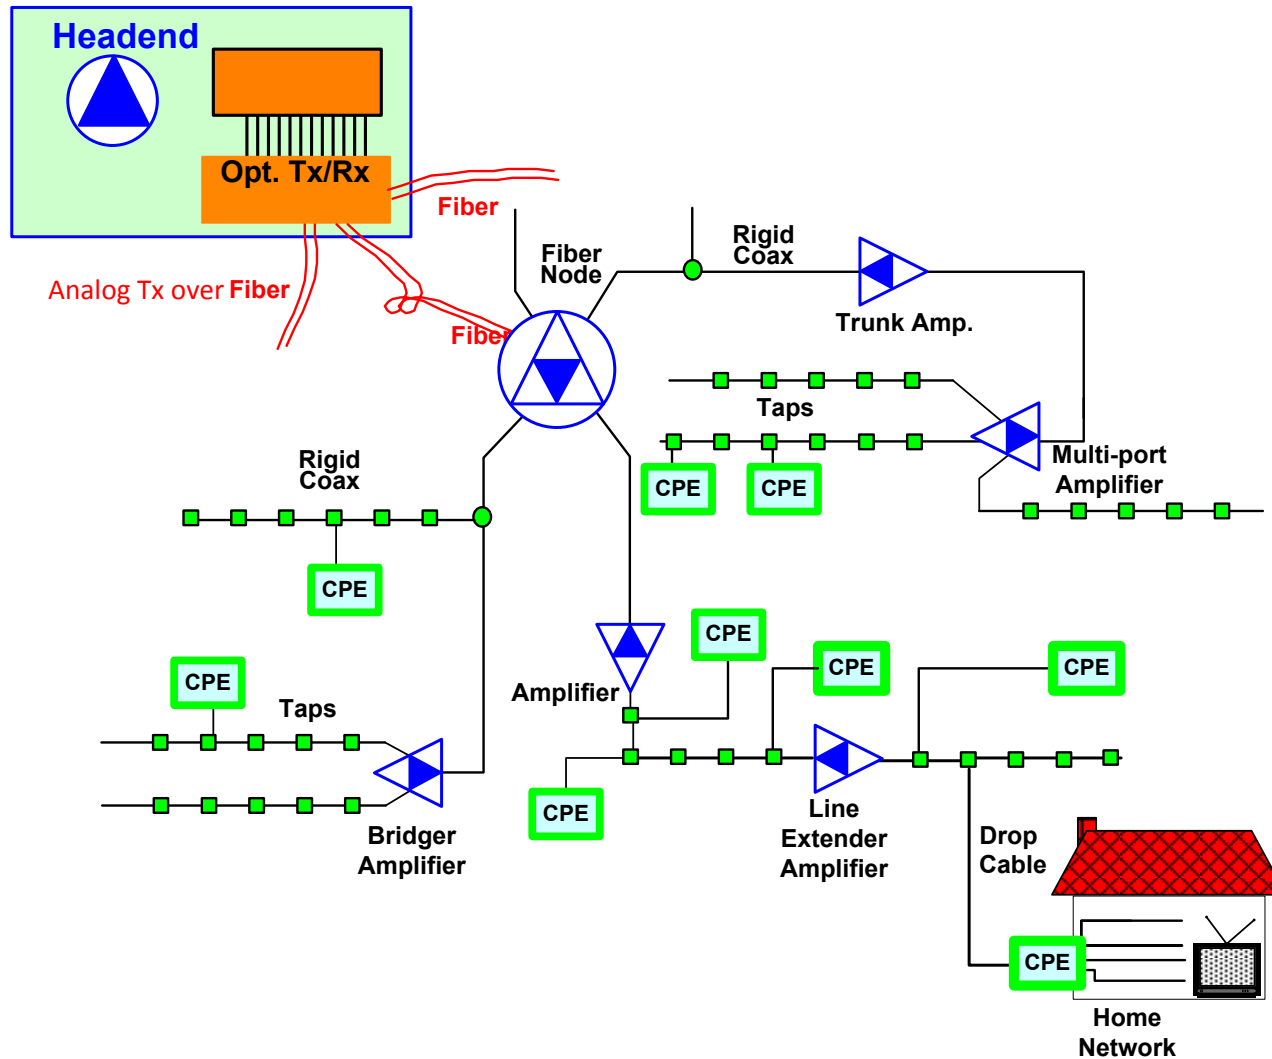 Headend
Opt. Tx/Rx
Fiber
Analog Tx over Fiber
Fiber
Fiber
Node
Rigid
Coax
Trunk Amp.
Taps
CPE
CPE
Multi-port
Amplifier
Rigid
Coax
CPE
CPE
Taps
Bridger
Amplifier
Amplifier
CPE
CPE
CPE
CPE
Line
Extender
Amplifier
Drop
Cable
CPE
Home
Network